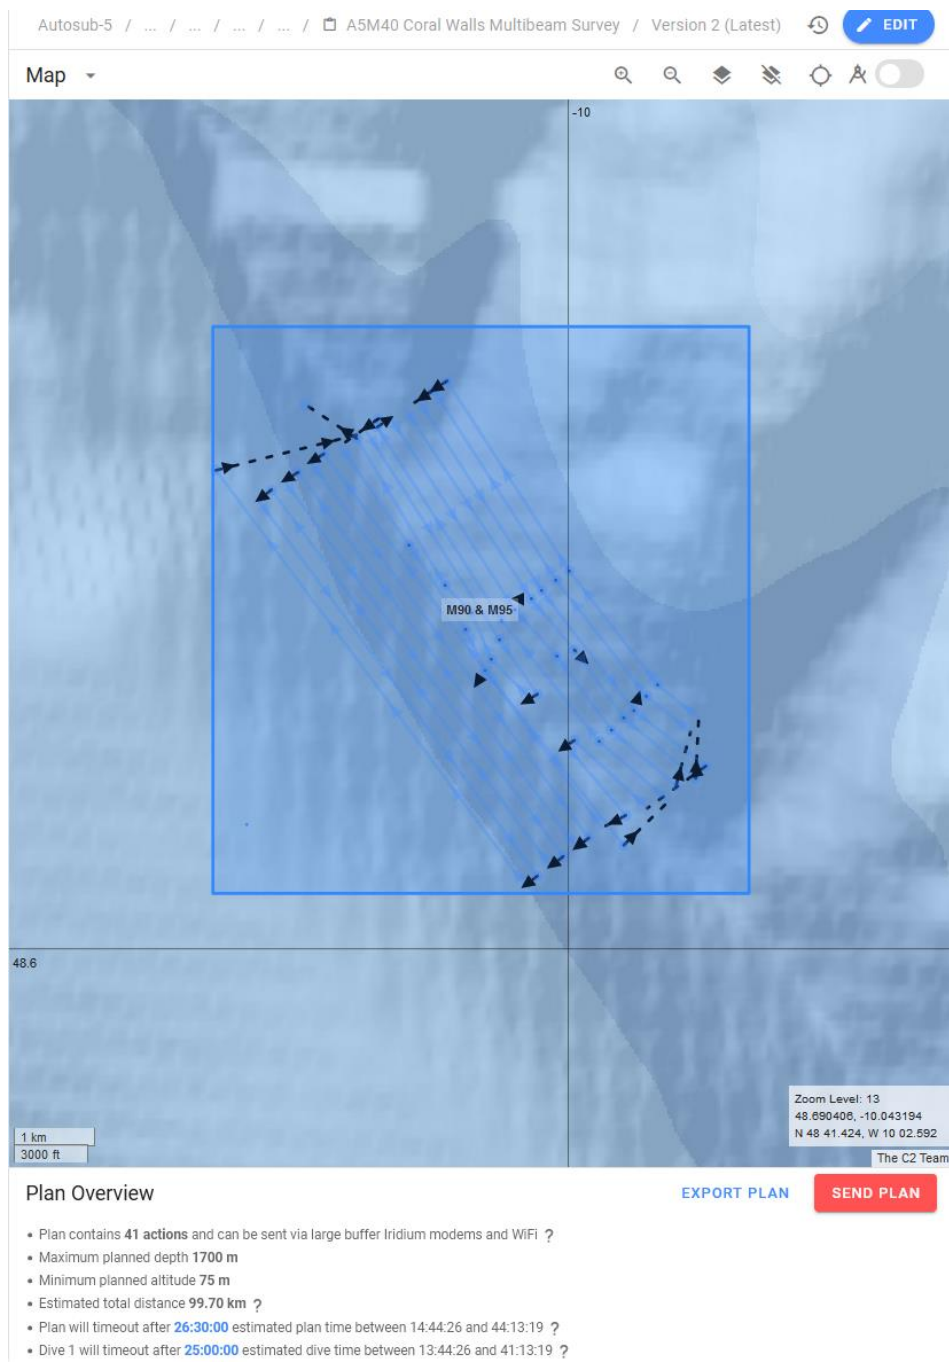 Autosub-5 / ... / ... / ... / ... / A5M40 Coral Walls Multibeam Survey / Version 2 (Latest) EDIT
Map
-10
M90 & M95
48.6
Zoom Level: 13
48.690406, -10.043194
N 48 41.424, W 10 02.592
1 km
3000 ft
The C2 Team
Plan Overview EXPORT PLAN SEND PLAN
• Plan contains 41 actions and can be sent via large buffer Iridium modems and WiFi ?
• Maximum planned depth 1700 m
• Minimum planned altitude 75 m
• Estimated total distance 99.70 km ?
• Plan will timeout after 26:30:00 estimated plan time between 14:44:26 and 44:13:19 ?
• Dive 1 will timeout after 25:00:00 estimated dive time between 13:44:26 and 41:13:19 ?